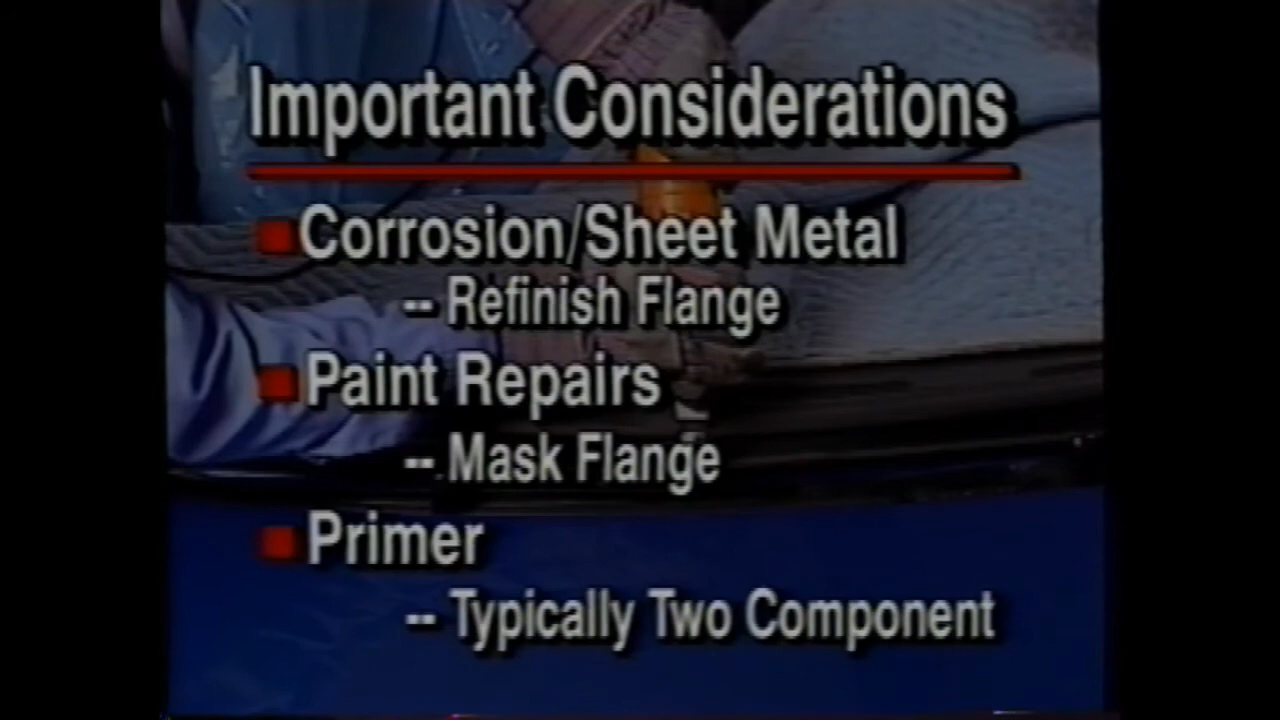 Important Considerations
Corrosion/Sheet Metal
-- Refinish Flange
Paint Repairs
-- Mask Flange
Primer
-- Typically Two Component